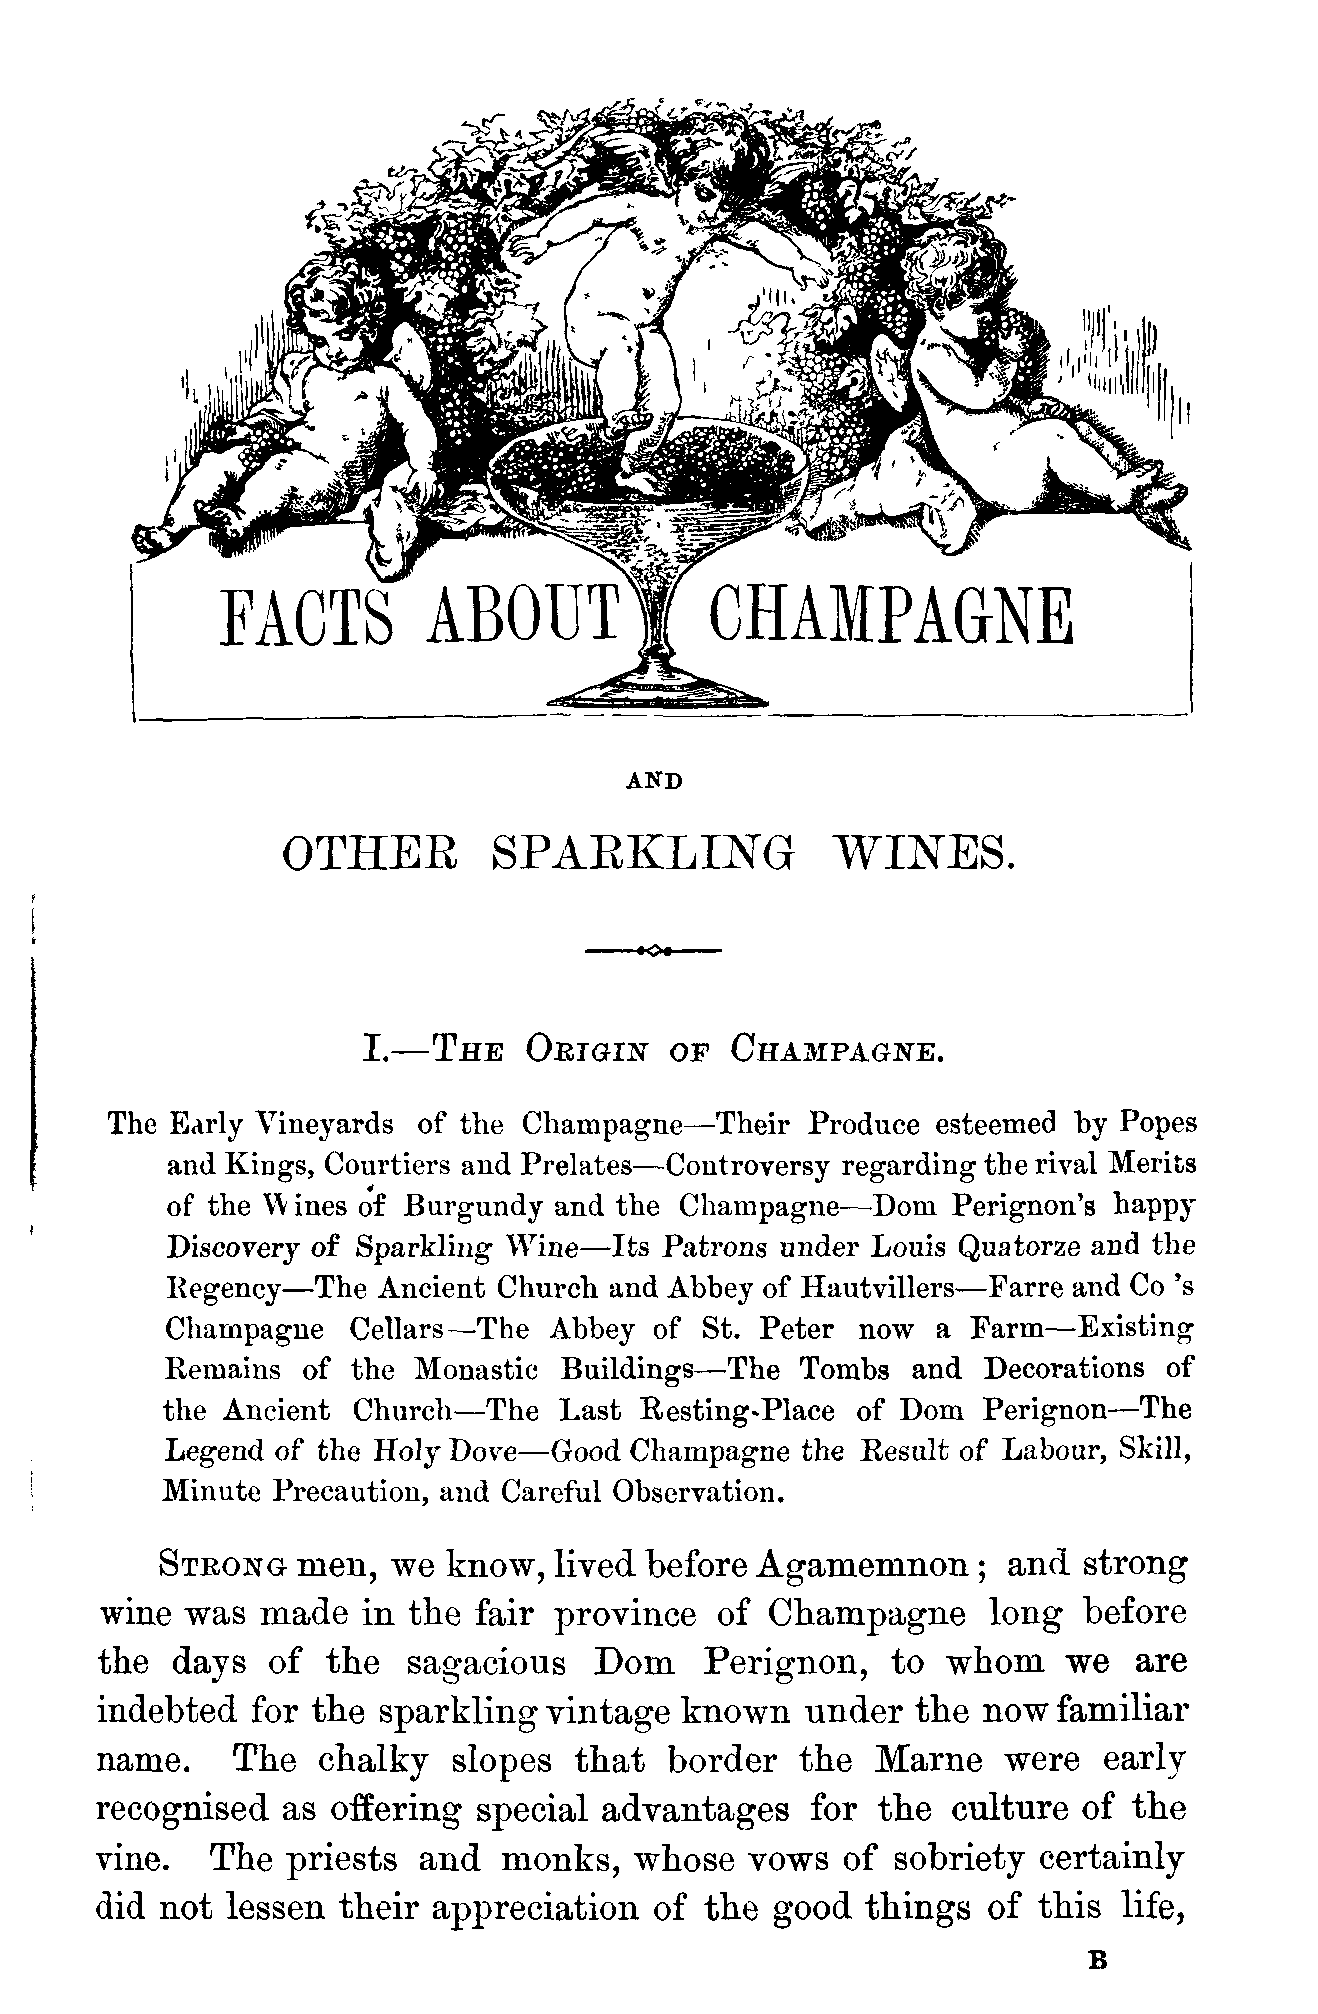 FACTS ABOUT CHAMPAGNE
AND
OTHER SPARKLING WINES.
I.—THE ORIGIN OF CHAMPAGNE.
The Early Vineyards of the Champagne—Their Produce esteemed by Popes
and Kings, Courtiers and Prelates—Controversy regarding the rival Merits
of the Wines of Burgundy and the Champagne—Dom Perignon's happy
Discovery of Sparkling Wine—Its Patrons under Louis Quatorze and the
Regency—The Ancient Church and Abbey of Hautvillers—Farre and Co 's
Champagne Cellars—The Abbey of St. Peter now a Farm—Existing
Remains of the Monastic Buildings—The Tombs and Decorations of
the Ancient Church—The Last Resting-Place of Dom Perignon—The
Legend of the Holy Dove—Good Champagne the Result of Labour, Skill,
Minute Precaution, and Careful Observation.
STRONG men, we know, lived before Agamemnon; and strong
wine was made in the fair province of Champagne long before
the days of the sagacious Dom Perignon, to whom we are
indebted for the sparkling vintage known under the now familiar
name. The chalky slopes that border the Marne were early
recognised as offering special advantages for the culture of the
vine. The priests and monks, whose vows of sobriety certainly
did not lessen their appreciation of the good things of this life,
B